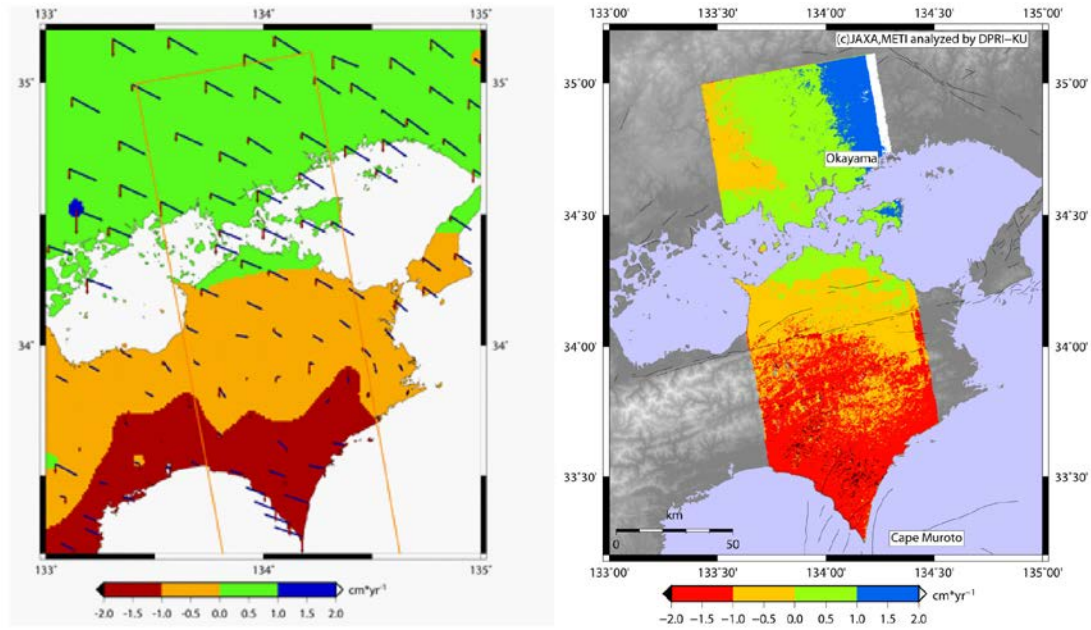 133° 134° 135°
35°
34°
133° 134° 135°
cm*yr⁻¹
-2.0 -1.5 -1.0 -0.5 0.0 0.5 1.0 1.5 2.0
133˚00' 133˚30' 134˚00' 134˚30' 135˚00'
(c)JAXA,METI analyzed by DPRI−KU
35˚00' 35˚00'
Okayama
34˚30' 34˚30'
34˚00' 34˚00'
33˚30' 33˚30'
km
0 50
Cape Muroto
133˚00' 133˚30' 134˚00' 134˚30' 135˚00'
cm*yr⁻¹
−2.0 −1.5 −1.0 −0.5 0.0 0.5 1.0 1.5 2.0